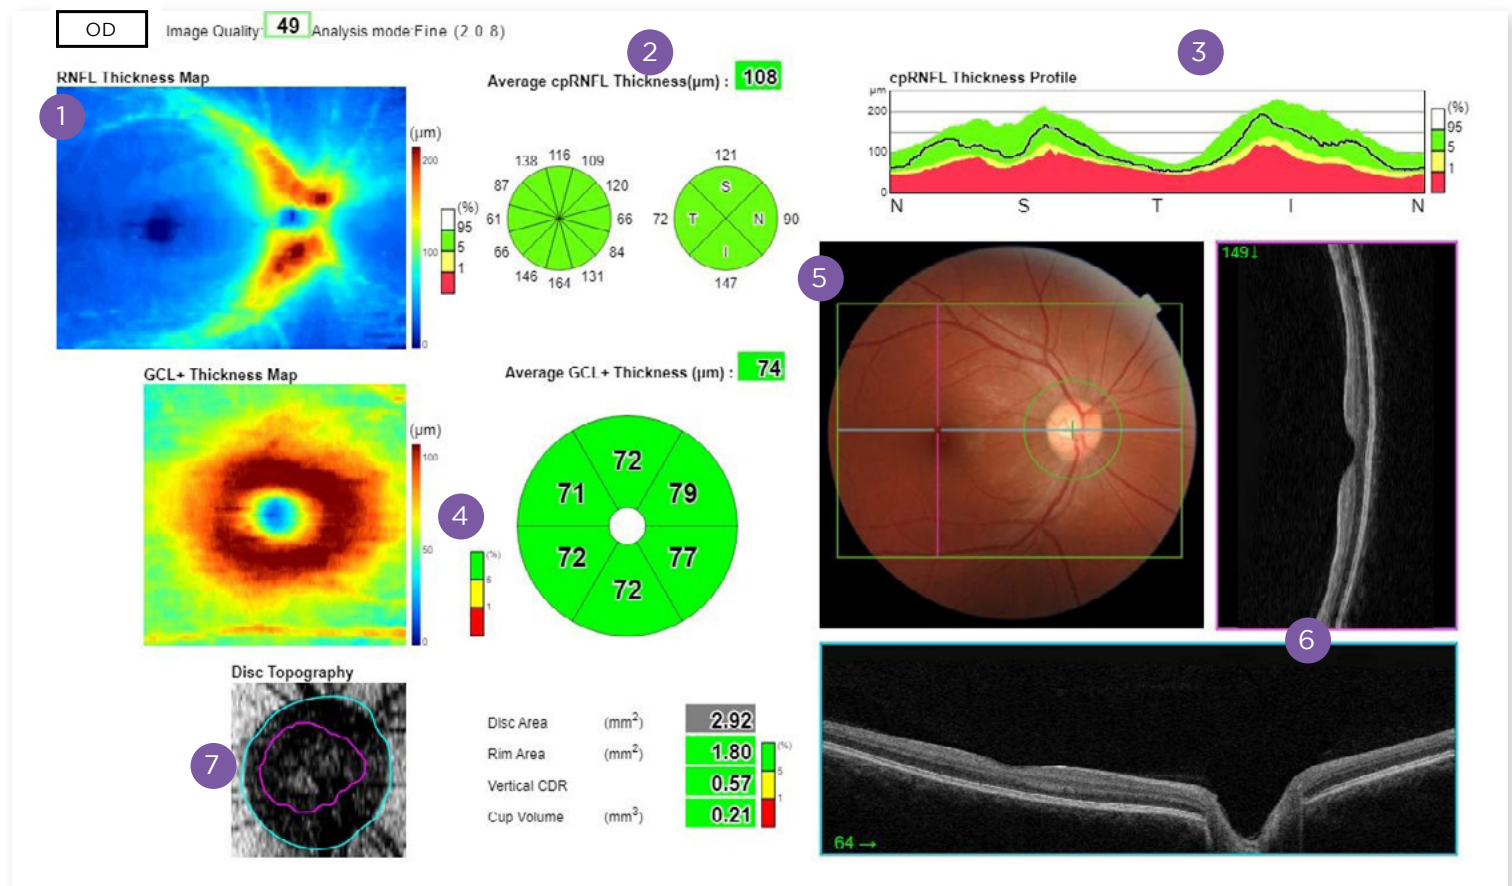 OD
Image Quality: 49 Analysis mode:Fine (2.0.8)
2
3
RNFL Thickness Map
Average cpRNFL Thickness(µm) : 108
cpRNFL Thickness Profile
1
(µm)
200
100
0
(%)
95
5
1
116
138
109
87
120
61
66
66
84
146
131
164
121
S
72
T
N
90
I
147
µm
200
100
0
N
S
T
I
N
(%)
95
5
1
5
149↓
GCL+ Thickness Map
Average GCL+ Thickness (µm) : 74
(µm)
100
50
0
4
(%)
5
1
72
71
79
72
77
72
6
64 →
Disc Topography
7
Disc Area (mm²) 2.92
Rim Area (mm²) 1.80
Vertical CDR 0.57
Cup Volume (mm³) 0.21
(%)
5
1